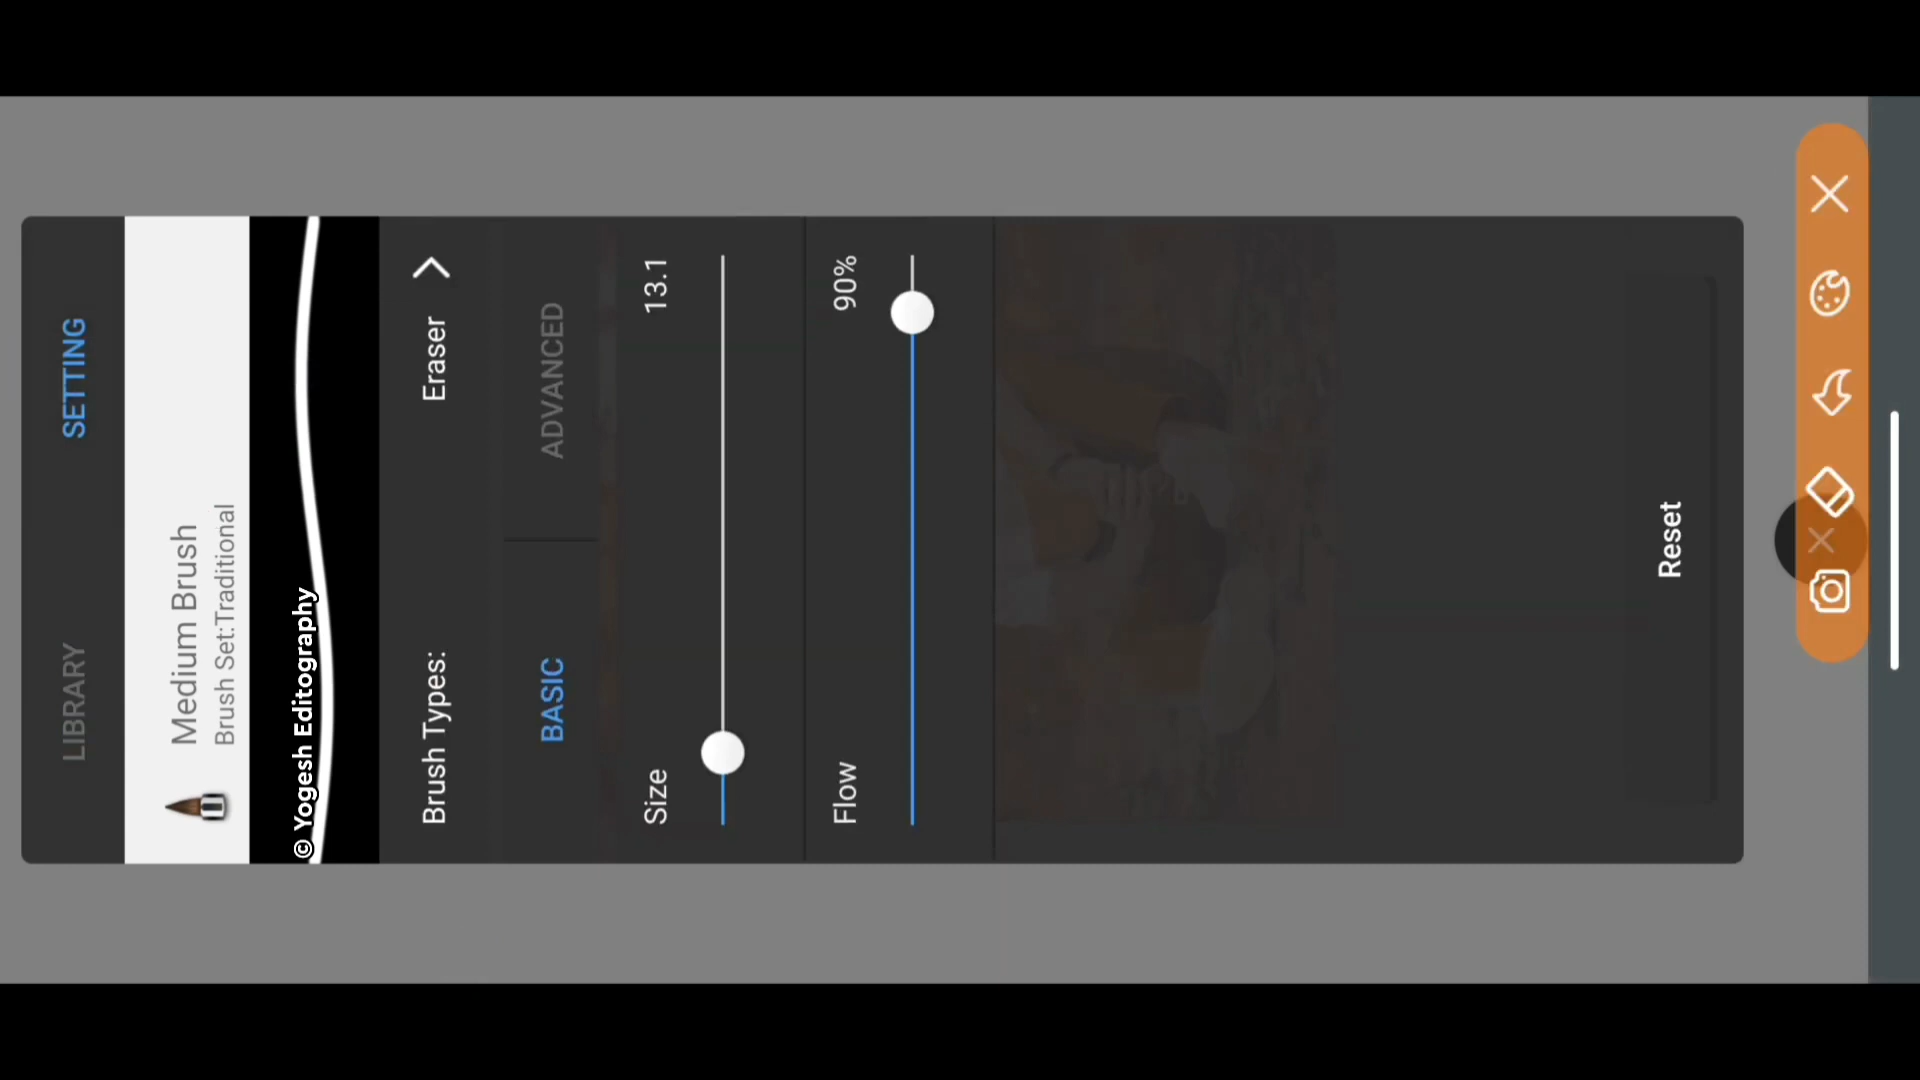 LIBRARY SETTING
Medium Brush
Brush Set:Traditional
© Yogesh Editography
Brush Types: Eraser
BASIC ADVANCED
Size 13.1
Flow 90%
Reset